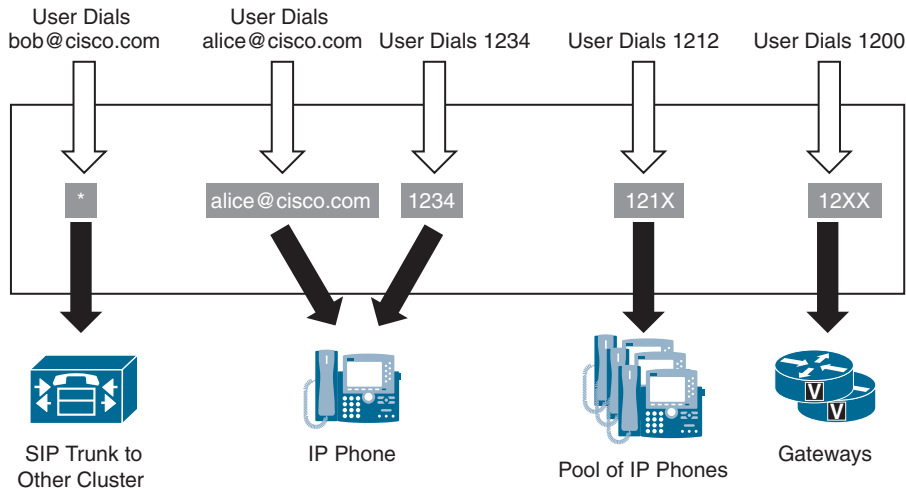 User Dials
bob@cisco.com
User Dials
alice@cisco.com
User Dials 1234
User Dials 1212
User Dials 1200
*
alice@cisco.com
1234
121X
12XX
V
V
SIP Trunk to
Other Cluster
IP Phone
Pool of IP Phones
Gateways